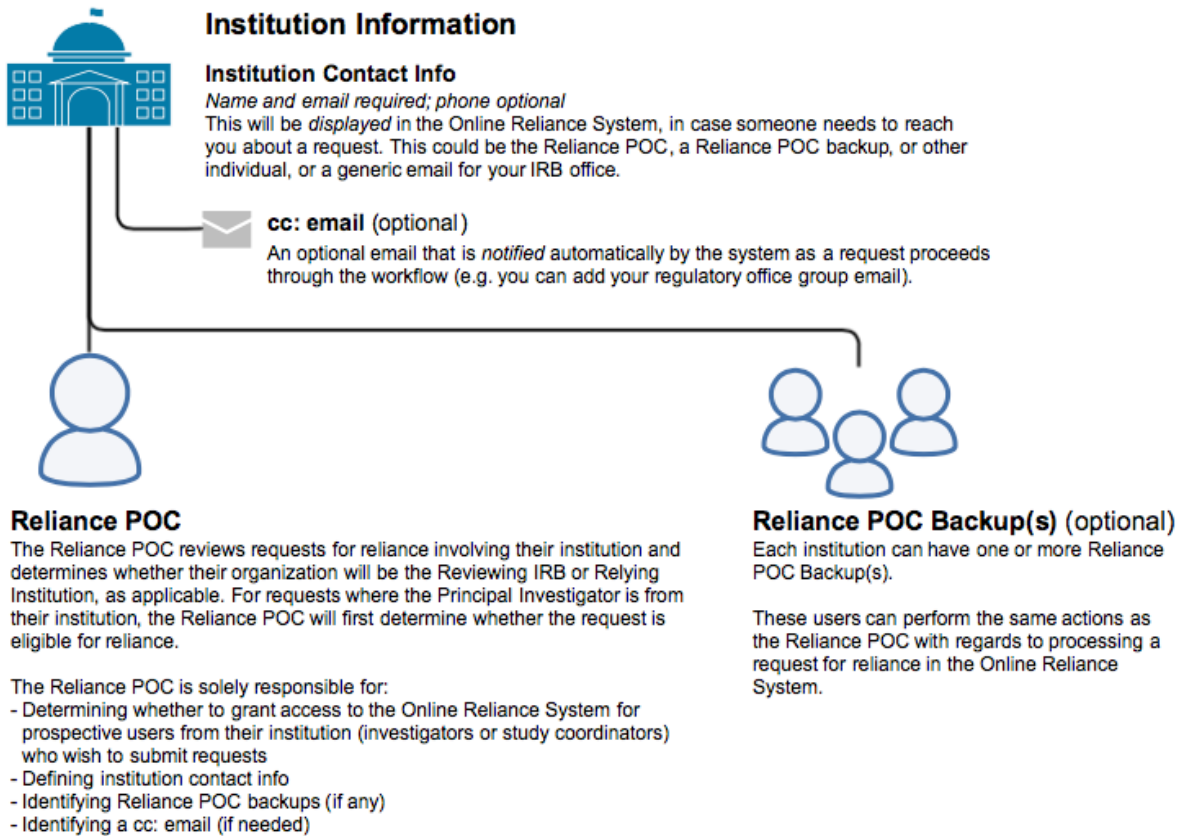 Institution Information
Institution Contact Info
Name and email required; phone optional
This will be displayed in the Online Reliance System, in case someone needs to reach
you about a request. This could be the Reliance POC, a Reliance POC backup, or other
individual, or a generic email for your IRB office.
cc: email (optional)
An optional email that is notified automatically by the system as a request proceeds
through the workflow (e.g. you can add your regulatory office group email).
Reliance POC
The Reliance POC reviews requests for reliance involving their institution and
determines whether their organization will be the Reviewing IRB or Relying
Institution, as applicable. For requests where the Principal Investigator is from
their institution, the Reliance POC will first determine whether the request is
eligible for reliance.
The Reliance POC is solely responsible for:
- Determining whether to grant access to the Online Reliance System for
prospective users from their institution (investigators or study coordinators)
who wish to submit requests
- Defining institution contact info
- Identifying Reliance POC backups (if any)
- Identifying a cc: email (if needed)
Reliance POC Backup(s) (optional)
Each institution can have one or more Reliance
POC Backup(s).
These users can perform the same actions as
the Reliance POC with regards to processing a
request for reliance in the Online Reliance
System.